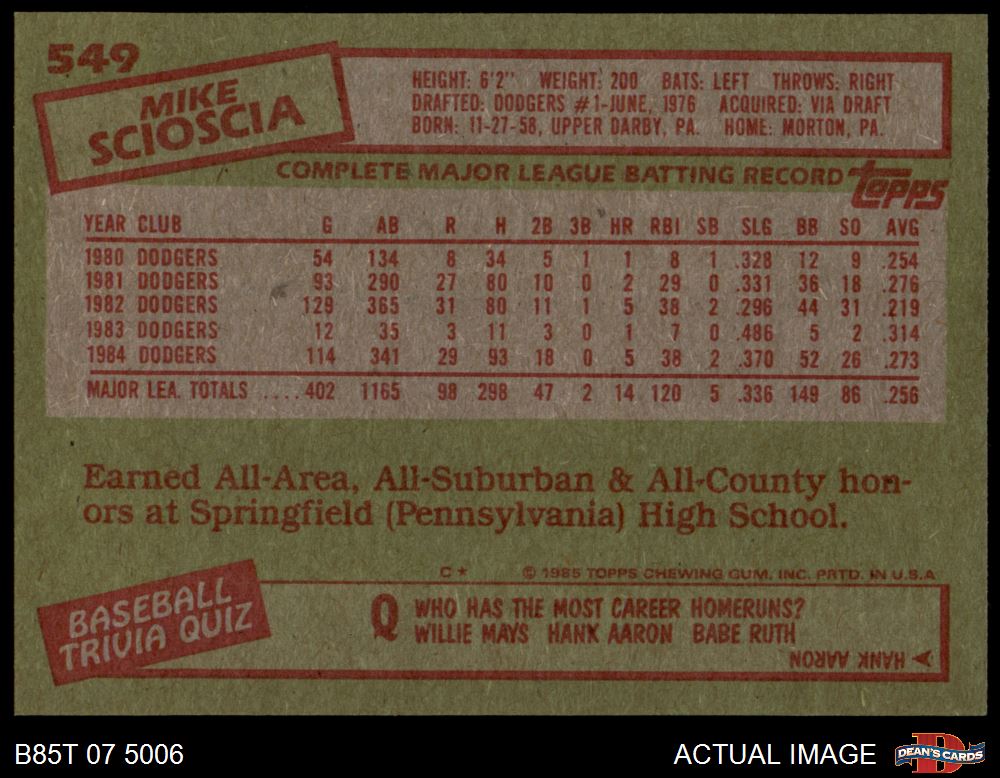 549
MIKE
SCIOSCIA
HEIGHT: 6'2" WEIGHT: 200 BATS: LEFT THROWS: RIGHT
DRAFTED: DODGERS #1-JUNE, 1976 ACQUIRED: VIA DRAFT
BORN: 11-27-58, UPPER DARBY, PA. HOME: MORTON, PA.
COMPLETE MAJOR LEAGUE BATTING RECORD topps
YEAR CLUB G AB R H 2B 3B HR RBI SB SLG BB SO AVG
1980 DODGERS 54 134 8 34 5 1 1 8 1 .328 12 9 .254
1981 DODGERS 93 290 27 80 10 0 2 29 0 .331 36 18 .276
1982 DODGERS 129 365 31 80 11 1 5 38 2 .296 44 31 .219
1983 DODGERS 12 35 3 11 3 0 1 7 0 .486 5 2 .314
1984 DODGERS 114 341 29 93 18 0 5 38 2 .370 52 26 .273
MAJOR LEA. TOTALS ....402 1165 98 298 47 2 14 120 5 .336 149 86 .256
Earned All-Area, All-Suburban & All-County hon-
ors at Springfield (Pennsylvania) High School.
C* © 1985 TOPPS CHEWING GUM, INC. PRTD. IN U.S.A
BASEBALL
TRIVIA QUIZ
Q WHO HAS THE MOST CAREER HOMERUNS?
WILLIE MAYS HANK AARON BABE RUTH
HANK AARON
B85T 07 5006
ACTUAL IMAGE
D
DEAN'S CARDS